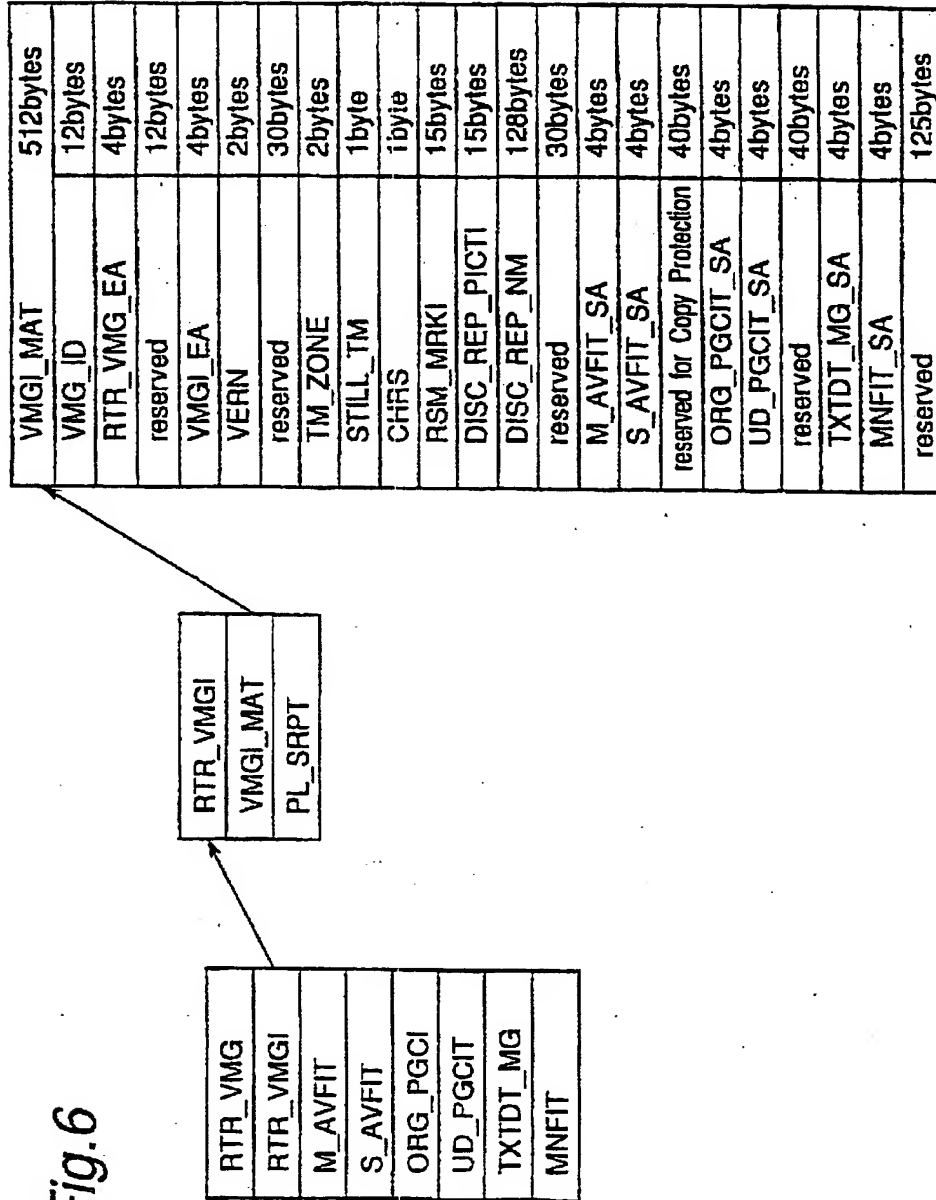 Fig.6
RTR_VMG
RTR_VMGI
M_AVFIT
S_AVFIT
ORG_PGCI
UD_PGCIT
TXTDT_MG
MNFIT
RTR_VMGI
VMGI_MAT
PL_SRPT
VMGI_MAT 512bytes
VMG_ID 12bytes
RTR_VMG_EA 4bytes
reserved 12bytes
VMGI_EA 4bytes
VERN 2bytes
reserved 30bytes
TM_ZONE 2bytes
STILL_TM 1byte
CHRS 1byte
RSM_MRKI 15bytes
DISC_REP_PICTI 15bytes
DISC_REP_NM 128bytes
reserved 30bytes
M_AVFIT_SA 4bytes
S_AVFIT_SA 4bytes
reserved for Copy Protection 40bytes
ORG_PGCIT_SA 4bytes
UD_PGCIT_SA 4bytes
reserved 40bytes
TXTDT_MG_SA 4bytes
MNFIT_SA 4bytes
reserved 125bytes